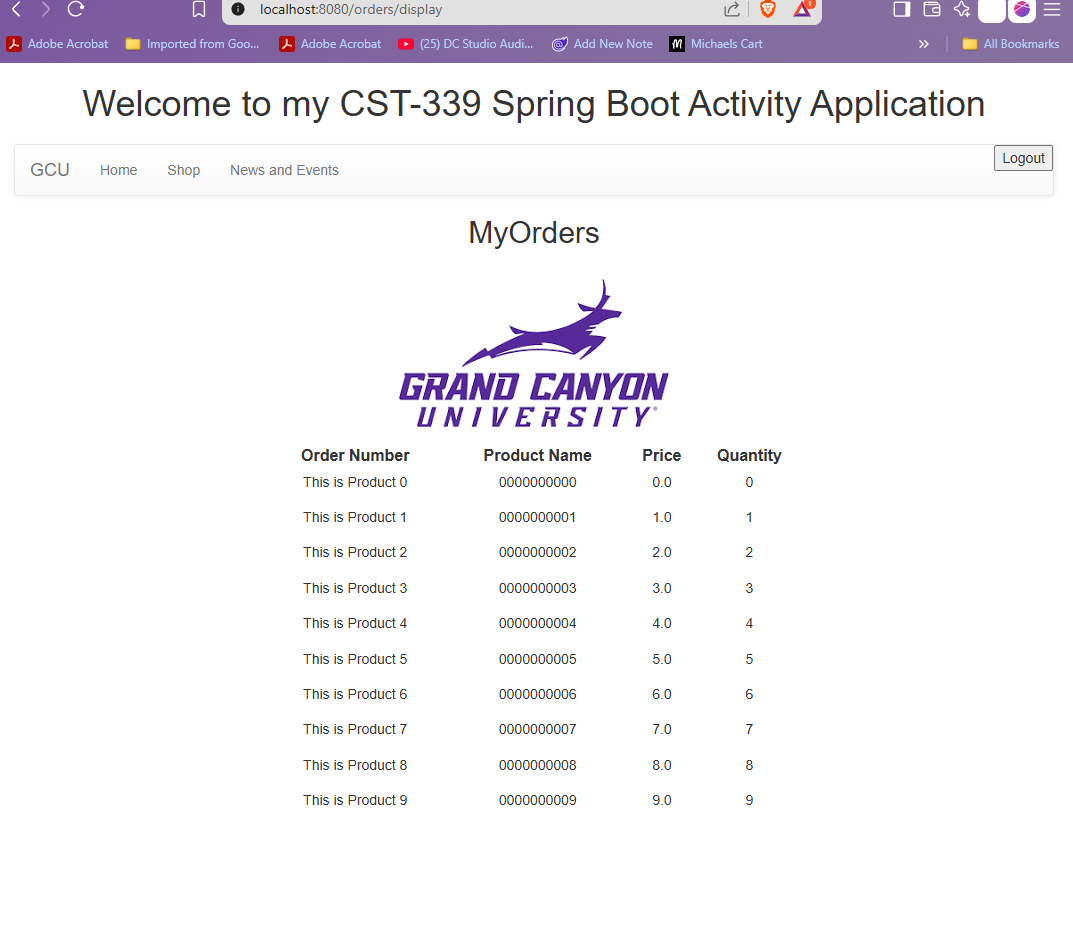 localhost:8080/orders/display
1
Adobe Acrobat Imported from Goo... Adobe Acrobat (25) DC Studio Audi... Add New Note Michaels Cart » All Bookmarks
Welcome to my CST-339 Spring Boot Activity Application
GCU Home Shop News and Events Logout
MyOrders
GRAND CANYON
UNIVERSITY®
Order Number Product Name Price Quantity
This is Product 0 0000000000 0.0 0
This is Product 1 0000000001 1.0 1
This is Product 2 0000000002 2.0 2
This is Product 3 0000000003 3.0 3
This is Product 4 0000000004 4.0 4
This is Product 5 0000000005 5.0 5
This is Product 6 0000000006 6.0 6
This is Product 7 0000000007 7.0 7
This is Product 8 0000000008 8.0 8
This is Product 9 0000000009 9.0 9